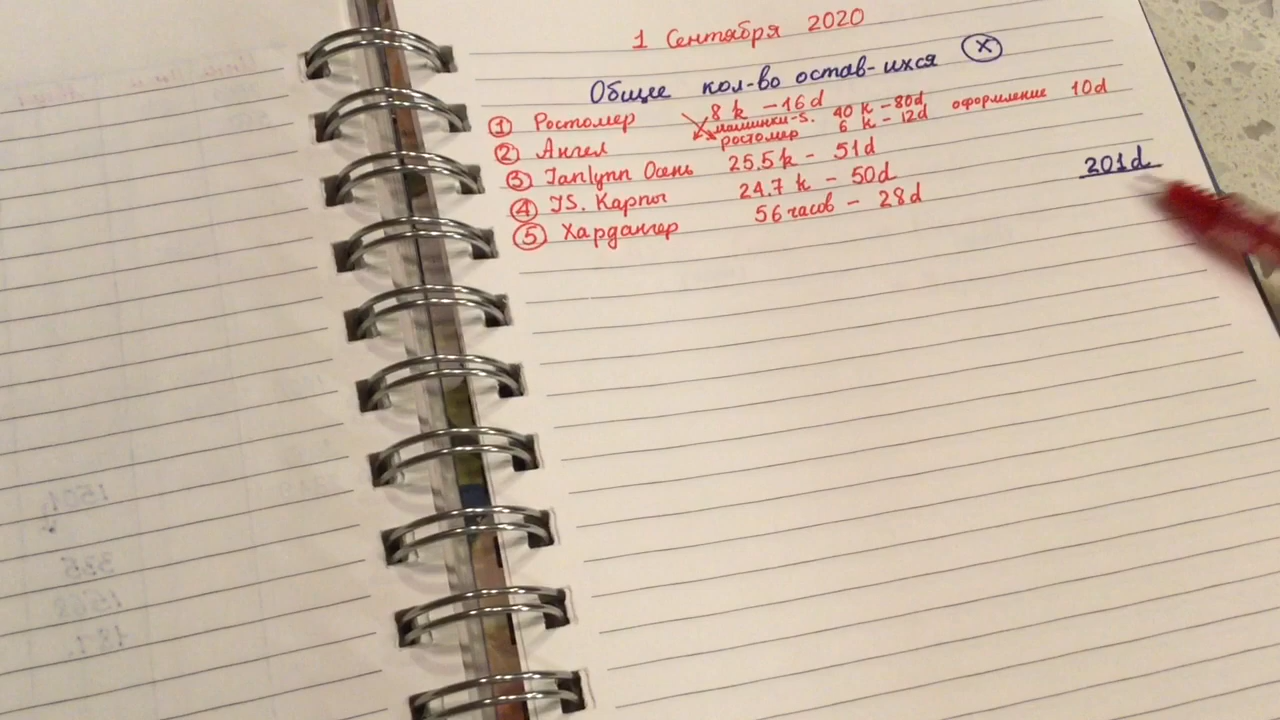 1 Сентября 2020
Общее кол-во остав-ихся X
1 Ростомер 8 k - 16 d
2 Ангел машинки-s. 40 k - 80d оформление 10d
ростомер 6 k - 12d
3 Janlynn Осень 25.5 k - 51d
201d
4 JS. Карпы 24.7 k - 50d
5 Хардангер 56 часов - 28d